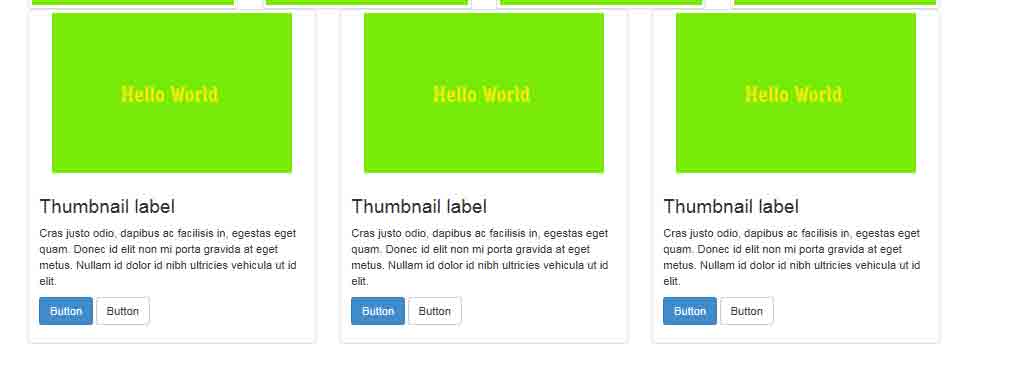 Hello World
Hello World
Hello World
Thumbnail label
Cras justo odio, dapibus ac facilisis in, egestas eget
quam. Donec id elit non mi porta gravida at eget
metus. Nullam id dolor id nibh ultricies vehicula ut id
elit.
Button
Button
Thumbnail label
Cras justo odio, dapibus ac facilisis in, egestas eget
quam. Donec id elit non mi porta gravida at eget
metus. Nullam id dolor id nibh ultricies vehicula ut id
elit.
Button
Button
Thumbnail label
Cras justo odio, dapibus ac facilisis in, egestas eget
quam. Donec id elit non mi porta gravida at eget
metus. Nullam id dolor id nibh ultricies vehicula ut id
elit.
Button
Button